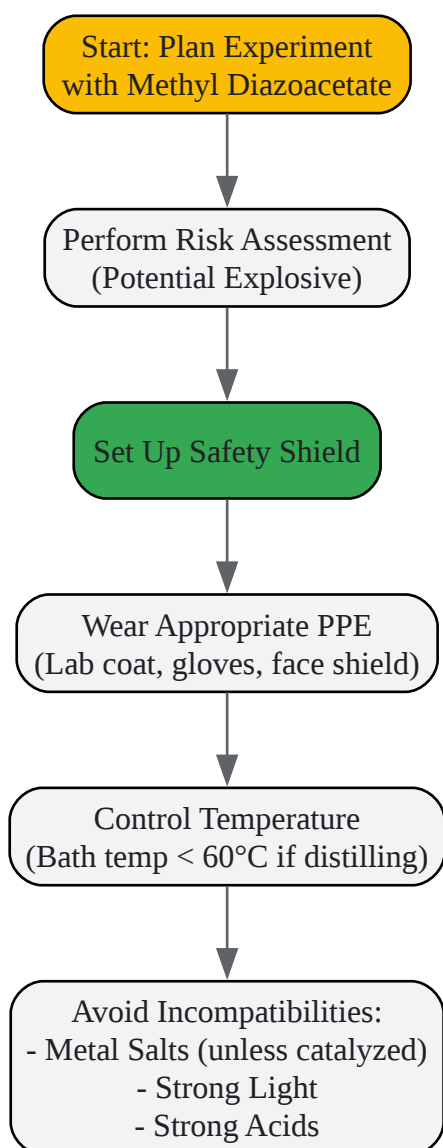 Start: Plan Experiment
with Methyl Diazoacetate
Perform Risk Assessment
(Potential Explosive)
Set Up Safety Shield
Wear Appropriate PPE
(Lab coat, gloves, face shield)
Control Temperature
(Bath temp < 60°C if distilling)
Avoid Incompatibilities:
- Metal Salts (unless catalyzed)
- Strong Light
- Strong Acids